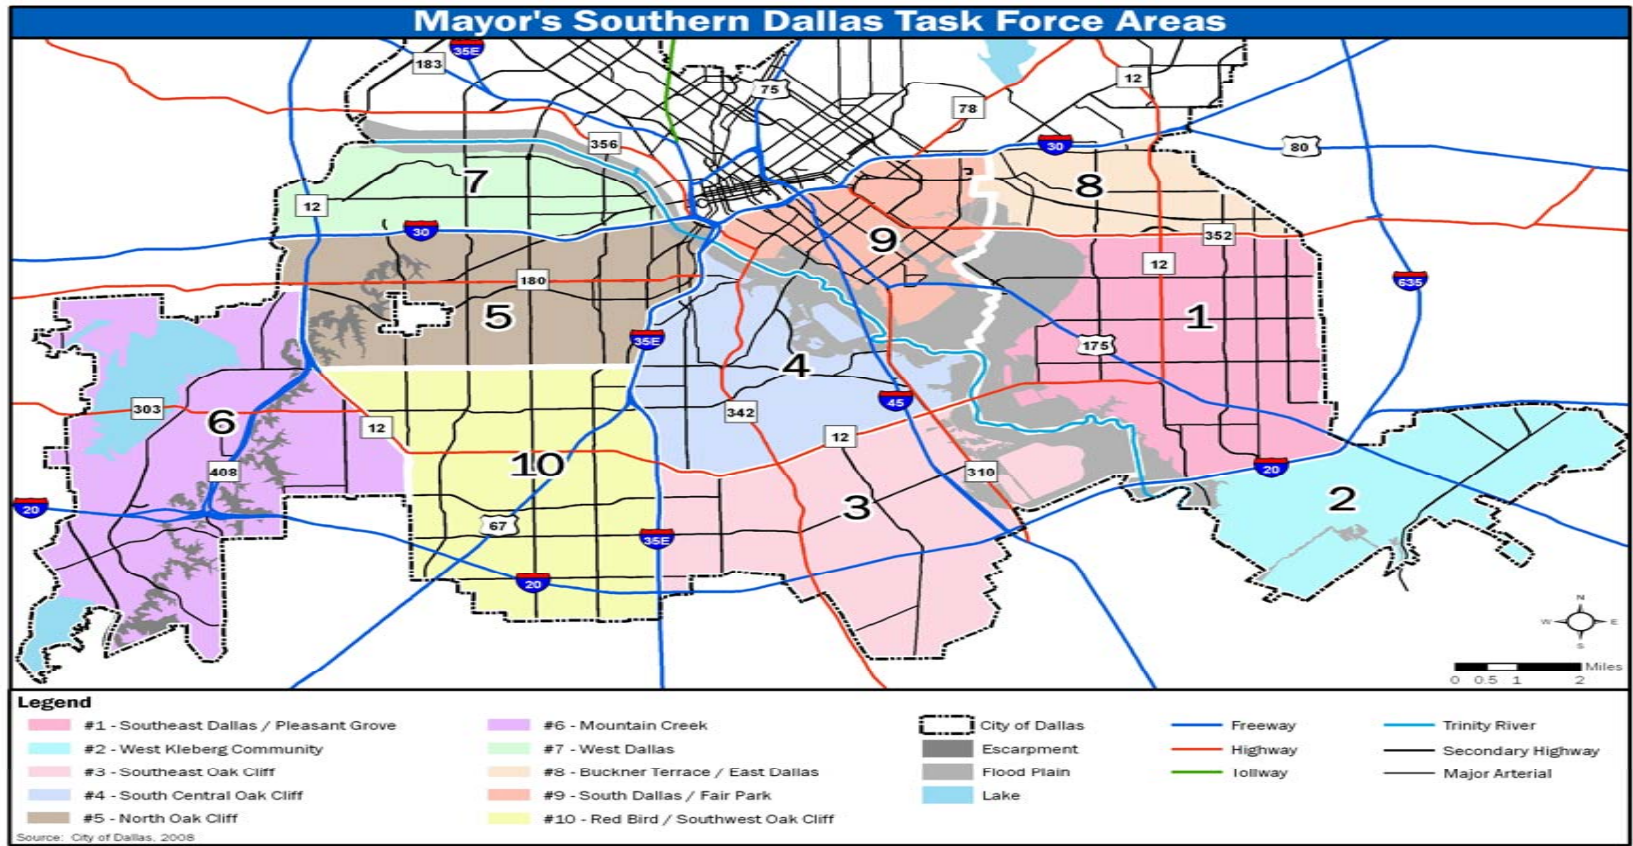 Mayor's Southern Dallas Task Force Areas
35E
183
75
12
78
356
30
80
7
8
12
30
352
9
12
180
635
5
1
35E
175
4
303
6
342
45
12
12
408
10
310
20
2
20
3
67
35E
20
N
W E
S
Miles
0 0.5 1 2
Legend
#1 - Southeast Dallas / Pleasant Grove
#2 - West Kleberg Community
#3 - Southeast Oak Cliff
#4 - South Central Oak Cliff
#5 - North Oak Cliff
#6 - Mountain Creek
#7 - West Dallas
#8 - Buckner Terrace / East Dallas
#9 - South Dallas / Fair Park
#10 - Red Bird / Southwest Oak Cliff
City of Dallas
Escarpment
Flood Plain
Lake
Freeway
Highway
Tollway
Trinity River
Secondary Highway
Major Arterial
Source: City of Dallas, 2008